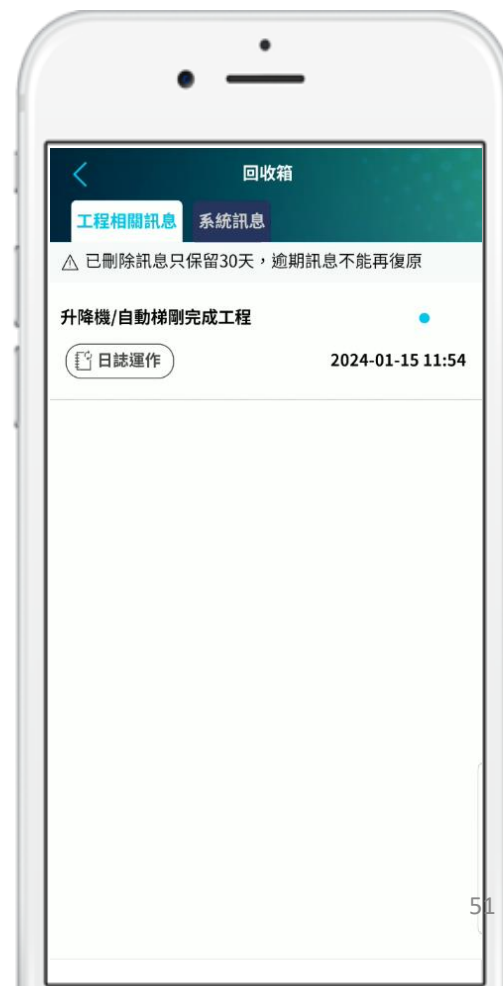 回收箱
工程相關訊息 系統訊息
已刪除訊息只保留30天，逾期訊息不能再復原
升降機/自動梯剛完成工程
日誌運作 2024-01-15 11:54
51